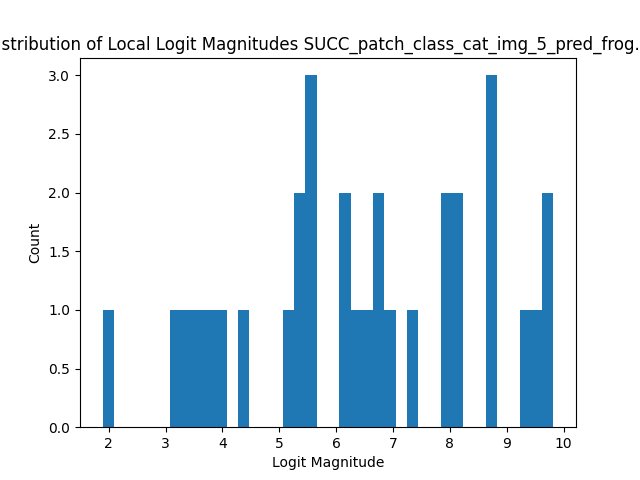 stribution of Local Logit Magnitudes SUCC_patch_class_cat_img_5_pred_frog.
3.0
2.5
2.0
1.5
1.0
0.5
0.0
Count
2 3 4 5 6 7 8 9 10
Logit Magnitude